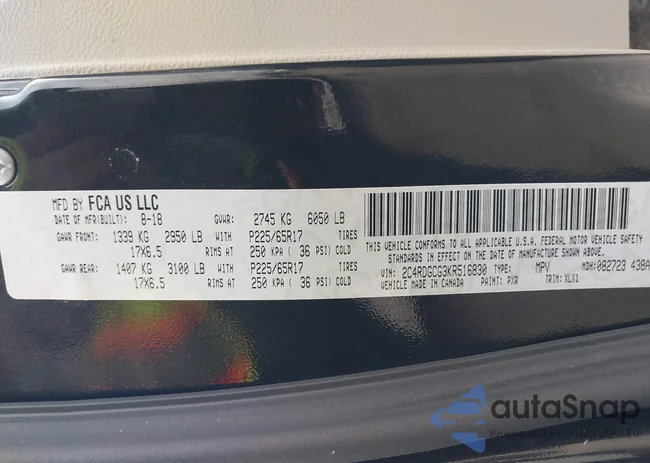 MFD BY FCA US LLC
DATE OF MFR(BUILT): 8-18 GVWR: 2745 KG 6050 LB
GAWR FRONT: 1339 KG 2950 LB WITH P225/65R17 TIRES
17X6.5 RIMS AT 250 KPA ( 36 PSI) COLD
GAWR REAR: 1407 KG 3100 LB WITH P225/65R17 TIRES
17X6.5 RIMS AT 250 KPA ( 36 PSI) COLD
THIS VEHICLE CONFORMS TO ALL APPLICABLE U.S.A. FEDERAL MOTOR VEHICLE SAFETY
STANDARDS IN EFFECT ON THE DATE OF MANUFACTURE SHOWN ABOVE.
VIN: 2C4RDGCG3KR516830 TYPE: MPV MDH: 082723 438A
VEHICLE MADE IN CANADA PAINT: PXR TRIM: XLX1
autaSnap